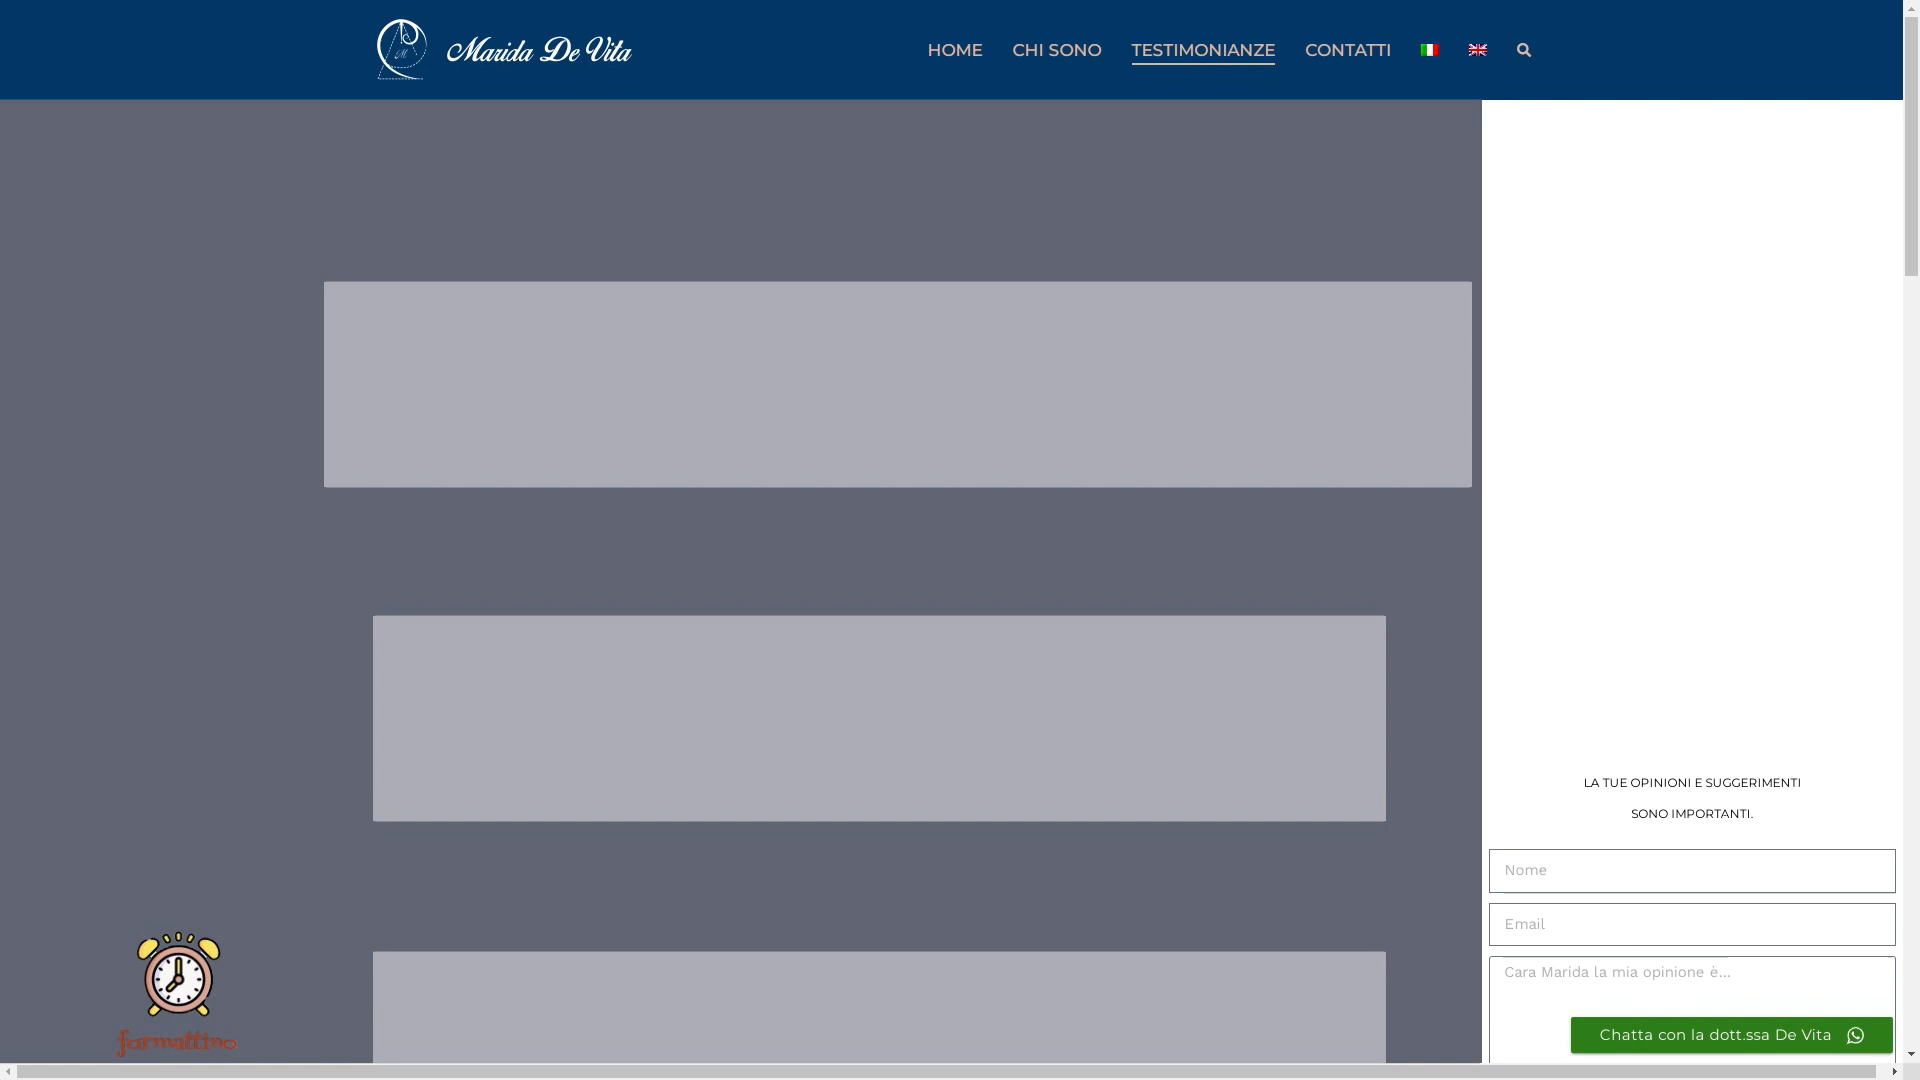 Marida De Vita
HOME
CHI SONO
TESTIMONIANZE
CONTATTI
LA TUE OPINIONI E SUGGERIMENTI
SONO IMPORTANTI.
Nome
Email
Cara Marida la mia opinione è...
Chatta con la dott.ssa De Vita
formattino